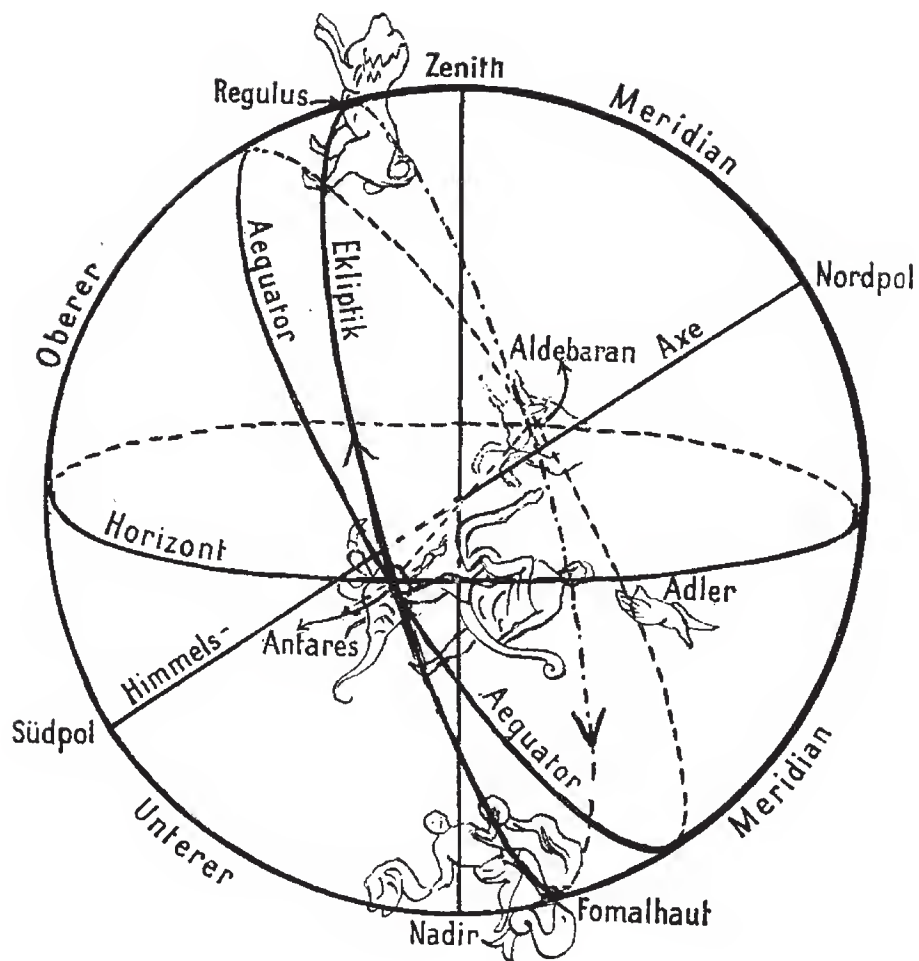 Zenith
Regulus
Meridian
Aequator
Ekliptik
Nordpol
Oberer
Aldebaran
Axe
Horizont
Adler
Antares
Himmels-
Südpol
Aequator
Meridian
Unterer
Fomalhaut
Nadir